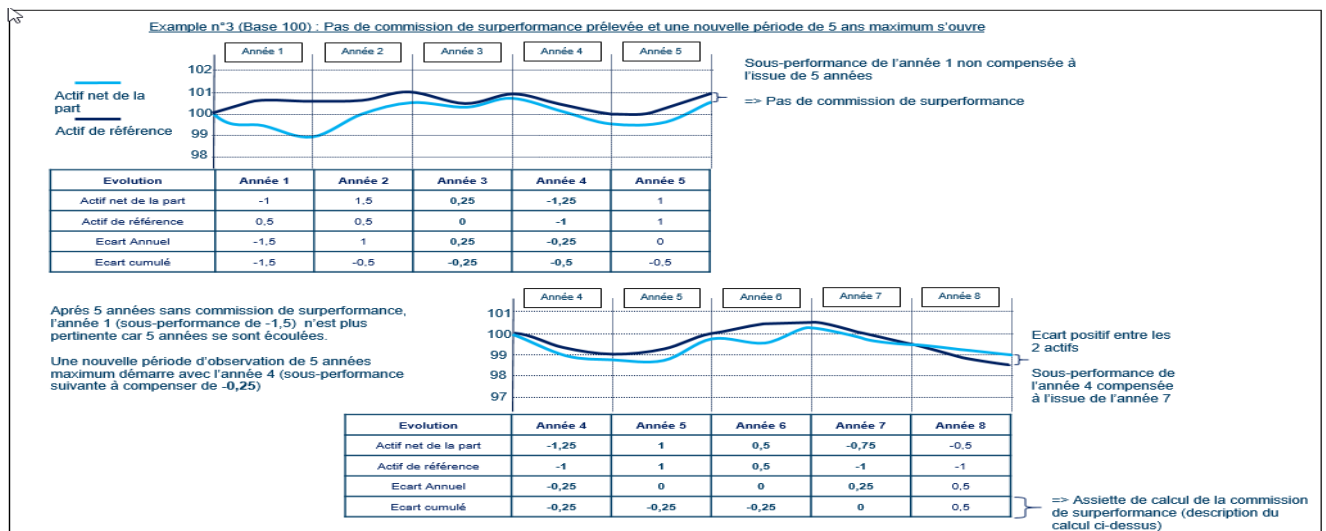 Example n°3 (Base 100) : Pas de commission de surperformance prélevée et une nouvelle période de 5 ans maximum s'ouvre
Année 1 Année 2 Année 3 Année 4 Année 5
102
101
100
99
98
Actif net de la
part
Actif de référence
Sous-performance de l'année 1 non compensée à
l'issue de 5 années
=> Pas de commission de surperformance
Evolution Année 1 Année 2 Année 3 Année 4 Année 5
Actif net de la part -1 1,5 0,25 -1,25 1
Actif de référence 0,5 0,5 0 -1 1
Ecart Annuel -1,5 1 0,25 -0,25 0
Ecart cumulé -1,5 -0,5 -0,25 -0,5 -0,5
Aprés 5 années sans commission de surperformance,
l'année 1 (sous-performance de -1,5) n'est plus
pertinente car 5 années se sont écoulées.
Une nouvelle période d'observation de 5 années
maximum démarre avec l'année 4 (sous-performance
suivante à compenser de -0,25)
Année 4 Année 5 Année 6 Année 7 Année 8
101
100
99
98
97
Ecart positif entre les
2 actifs
Sous-performance de
l'année 4 compensée
à l'issue de l'année 7
Evolution Année 4 Année 5 Année 6 Année 7 Année 8
Actif net de la part -1,25 1 0,5 -0,75 -0,5
Actif de référence -1 1 0,5 -1 -1
Ecart Annuel -0,25 0 0 0,25 0,5
Ecart cumulé -0,25 -0,25 -0,25 0 0,5
=> Assiette de calcul de la commission
de surperformance (description du
calcul ci-dessus)